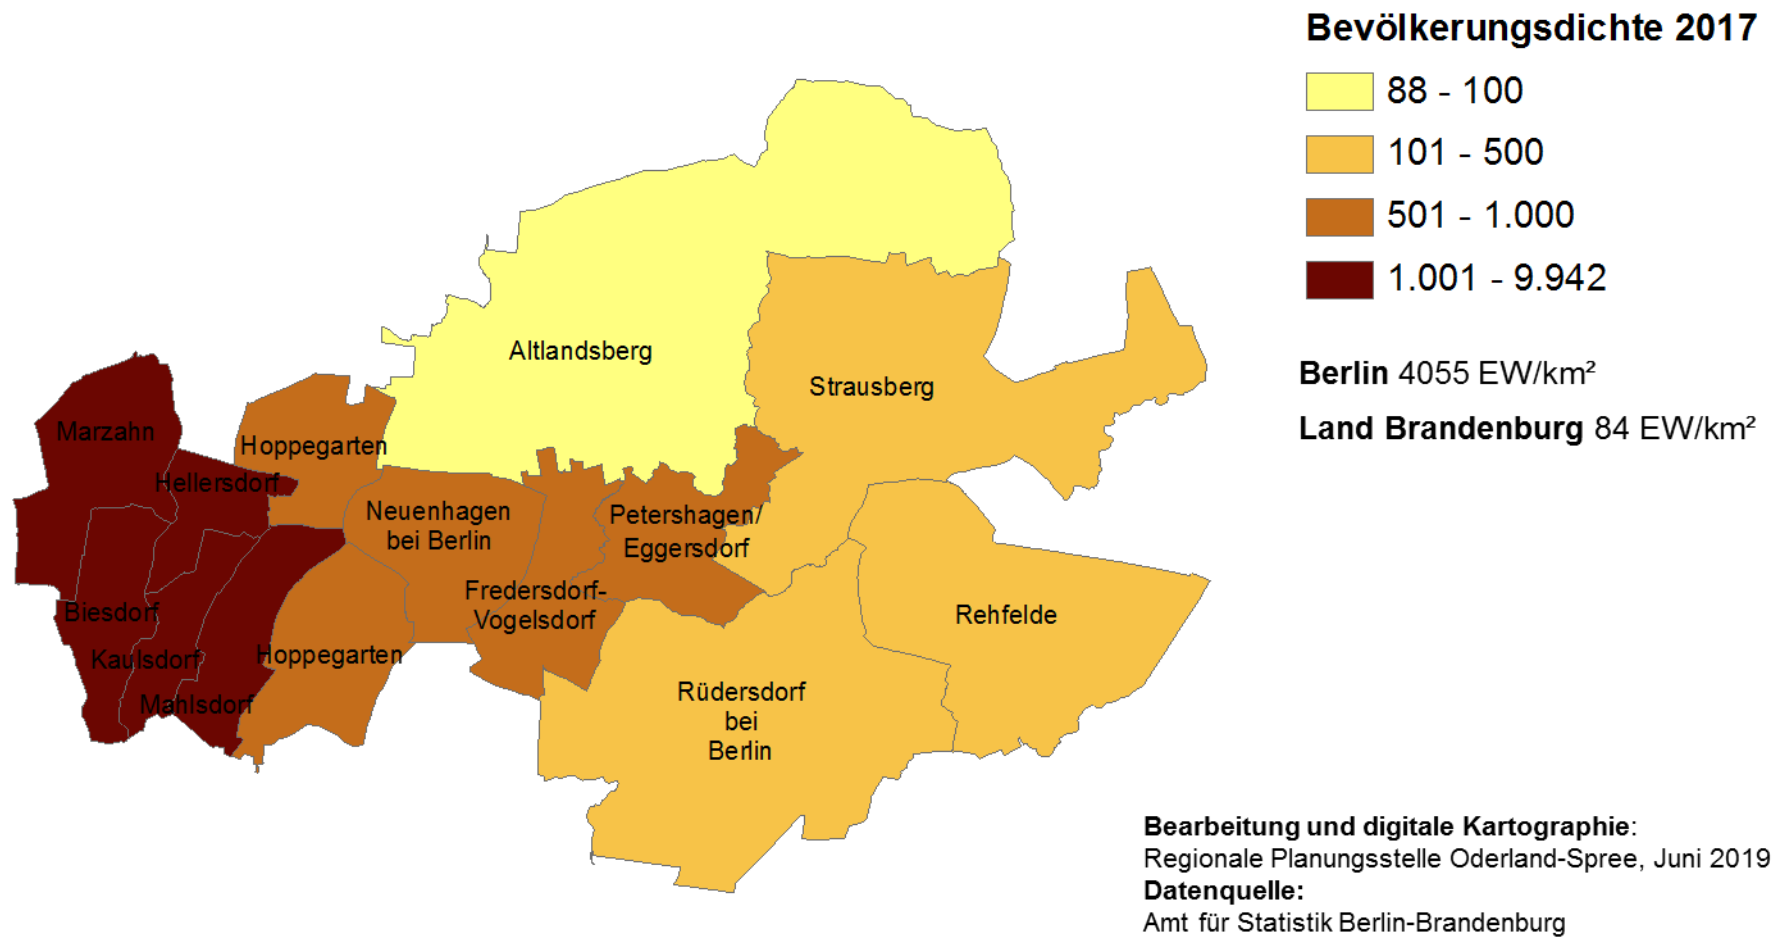 Bevölkerungsdichte 2017
88 - 100
101 - 500
501 - 1.000
1.001 - 9.942
Berlin 4055 EW/km²
Land Brandenburg 84 EW/km²
Altlandsberg
Strausberg
Marzahn
Hoppegarten
Hellersdorf
Neuenhagen
bei Berlin
Petershagen/
Eggersdorf
Fredersdorf-
Vogelsdorf
Biesdorf
Rehfelde
Kaulsdorf
Hoppegarten
Mahlsdorf
Rüdersdorf
bei
Berlin
Bearbeitung und digitale Kartographie:
Regionale Planungsstelle Oderland-Spree, Juni 2019
Datenquelle:
Amt für Statistik Berlin-Brandenburg